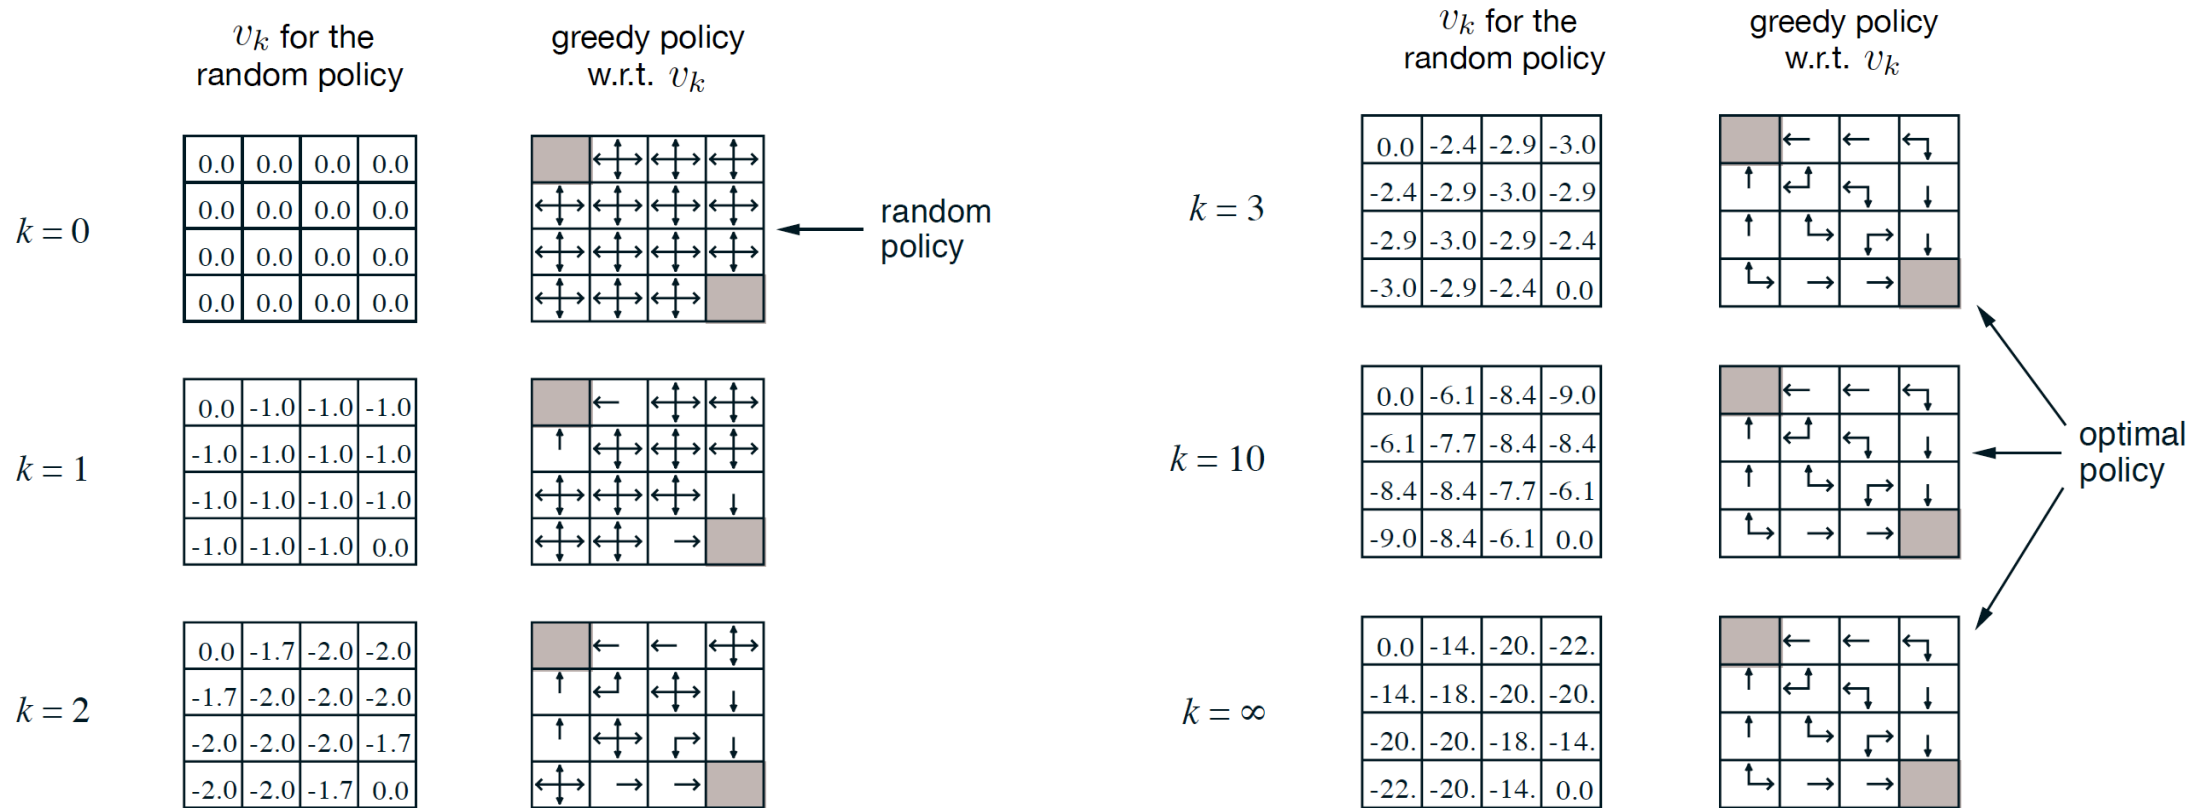 v_k for the
random policy
greedy policy
w.r.t. v_k
k = 0
0.0 0.0 0.0 0.0
0.0 0.0 0.0 0.0
0.0 0.0 0.0 0.0
0.0 0.0 0.0 0.0
random
policy
k = 1
0.0 -1.0 -1.0 -1.0
-1.0 -1.0 -1.0 -1.0
-1.0 -1.0 -1.0 -1.0
-1.0 -1.0 -1.0 0.0
k = 2
0.0 -1.7 -2.0 -2.0
-1.7 -2.0 -2.0 -2.0
-2.0 -2.0 -2.0 -1.7
-2.0 -2.0 -1.7 0.0
v_k for the
random policy
greedy policy
w.r.t. v_k
k = 3
0.0 -2.4 -2.9 -3.0
-2.4 -2.9 -3.0 -2.9
-2.9 -3.0 -2.9 -2.4
-3.0 -2.9 -2.4 0.0
k = 10
0.0 -6.1 -8.4 -9.0
-6.1 -7.7 -8.4 -8.4
-8.4 -8.4 -7.7 -6.1
-9.0 -8.4 -6.1 0.0
optimal
policy
k = ∞
0.0 -14. -20. -22.
-14. -18. -20. -20.
-20. -20. -18. -14.
-22. -20. -14. 0.0